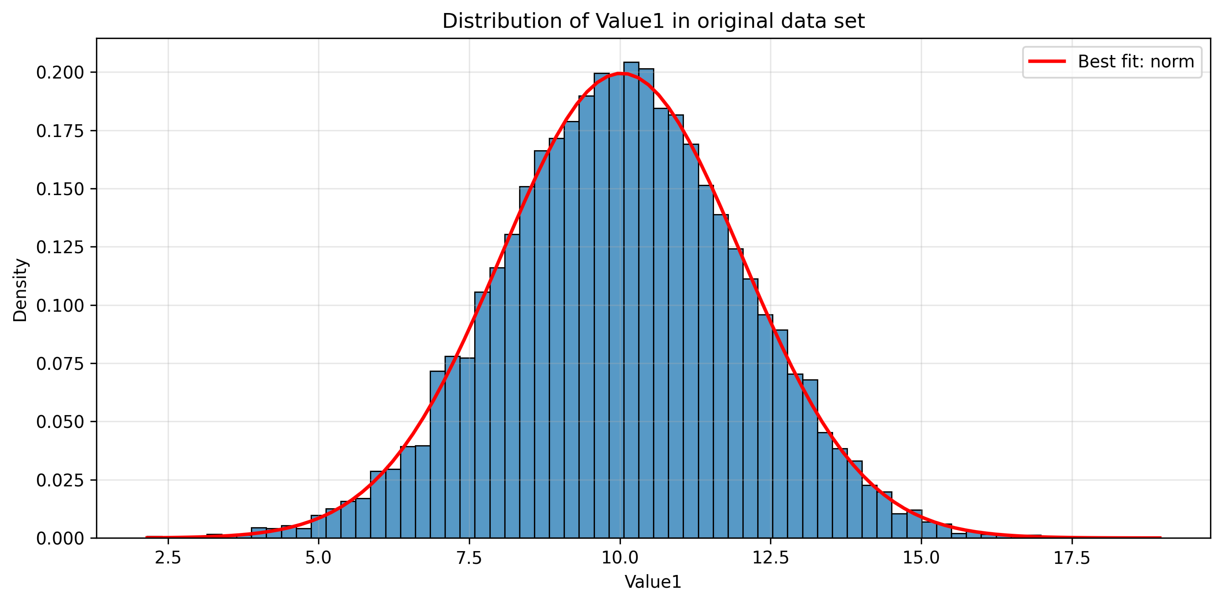 Distribution of Value1 in original data set
Best fit: norm
Density
0.200
0.175
0.150
0.125
0.100
0.075
0.050
0.025
0.000
2.5 5.0 7.5 10.0 12.5 15.0 17.5
Value1